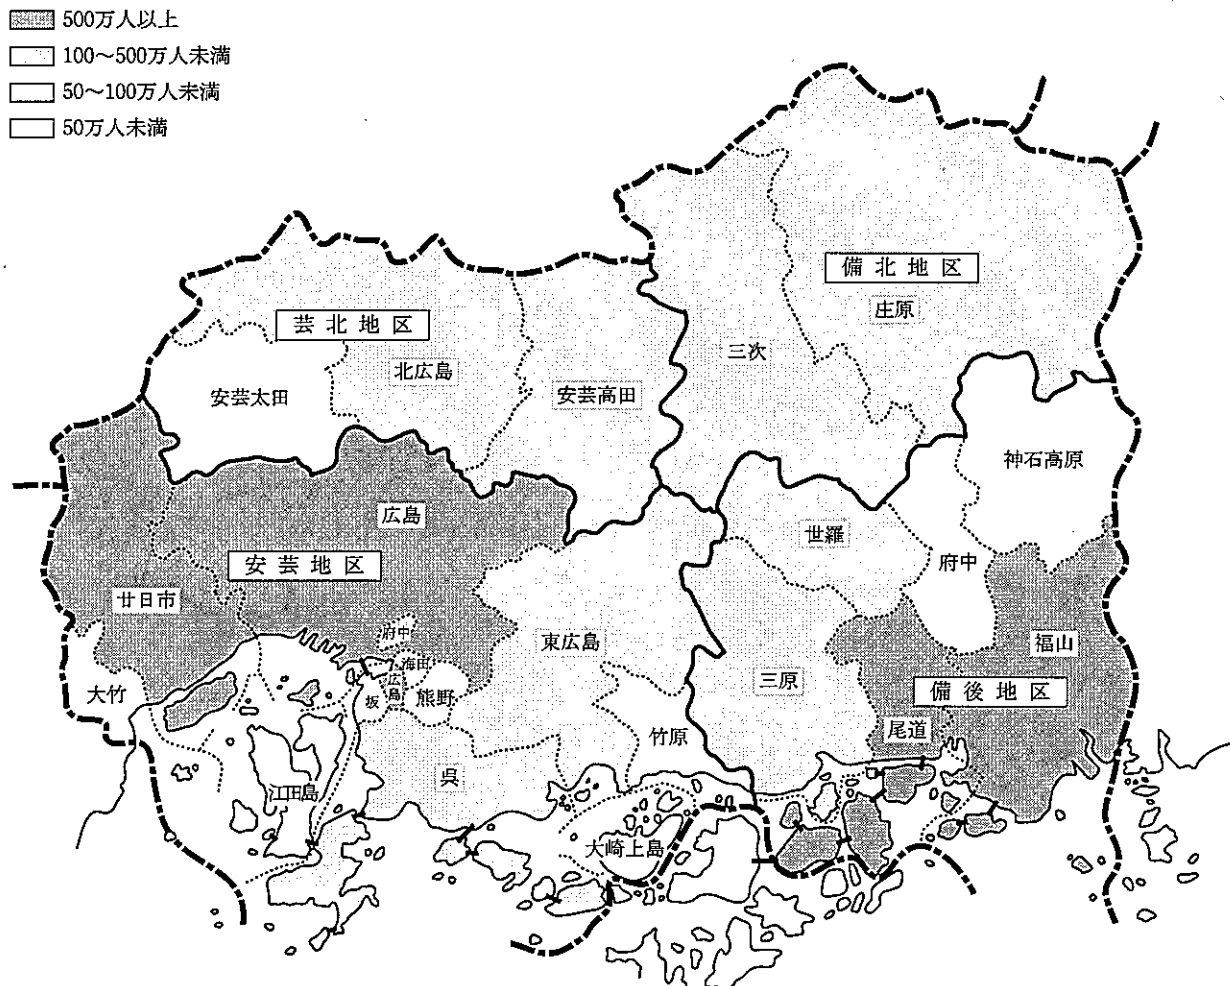 500万人以上
100～500万人未満
50～100万人未満
50万人未満
備北地区
庄原
三次
芸北地区
北広島
安芸太田
安芸高田
神石高原
世羅
府中
広島
安芸地区
廿日市
府中
東広島
福山
海田
広島
坂
熊野
三原
備後地区
大竹
尾道
竹原
呉
江田島
大崎上島